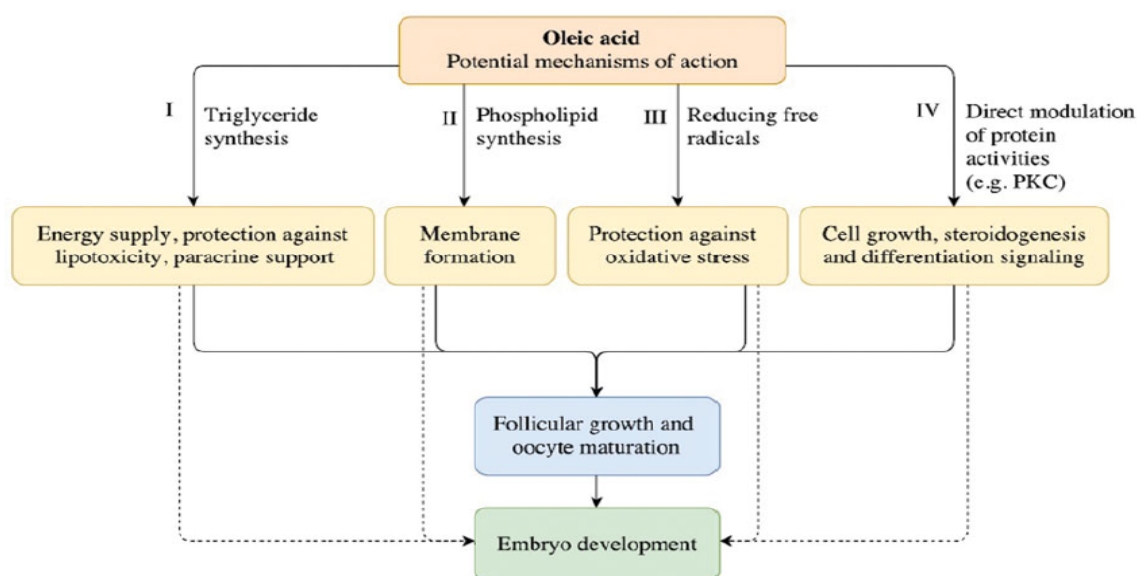 Oleic acid
Potential mechanisms of action
I
Triglyceride
synthesis
II
Phospholipid
synthesis
III
Reducing free
radicals
IV
Direct modulation
of protein
activities
(e.g. PKC)
Energy supply, protection against
lipotoxicity, paracrine support
Membrane
formation
Protection against
oxidative stress
Cell growth, steroidogenesis
and differentiation signaling
Follicular growth and
oocyte maturation
Embryo development